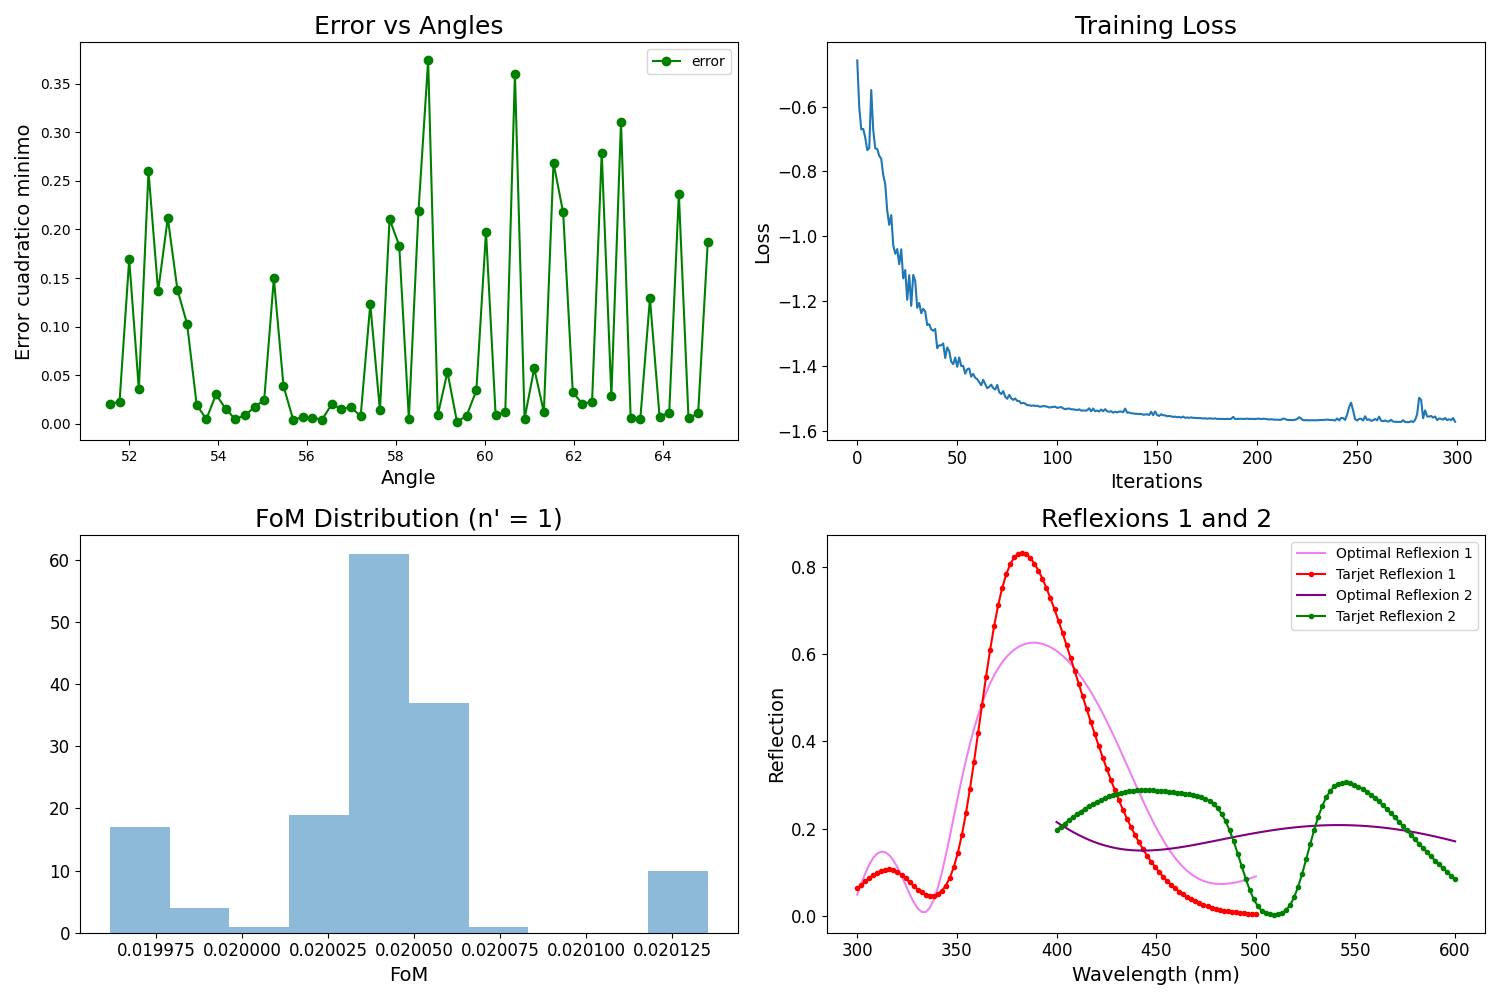 Error vs Angles
error
Error cuadratico minimo
0.35
0.30
0.25
0.20
0.15
0.10
0.05
0.00
52 54 56 58 60 62 64
Angle
Training Loss
Loss
−0.6
−0.8
−1.0
−1.2
−1.4
−1.6
0 50 100 150 200 250 300
Iterations
FoM Distribution (n' = 1)
60
50
40
30
20
10
0
0.019975 0.020000 0.020025 0.020050 0.020075 0.020100 0.020125
FoM
Reflexions 1 and 2
Optimal Reflexion 1
Tarjet Reflexion 1
Optimal Reflexion 2
Tarjet Reflexion 2
Reflection
0.8
0.6
0.4
0.2
0.0
300 350 400 450 500 550 600
Wavelength (nm)